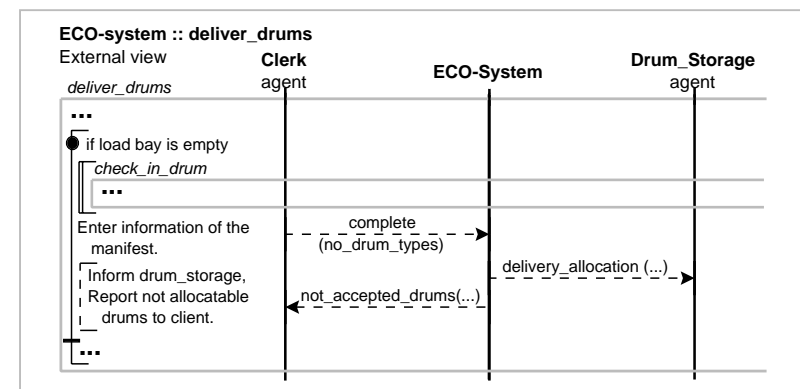 ECO-system :: deliver_drums
External view
Clerk
agent
ECO-System
Drum_Storage
agent
deliver_drums
...
if load bay is empty
check_in_drum
...
Enter information of the
manifest.
complete
(no_drum_types)
Inform drum_storage,
Report not allocatable
drums to client.
delivery_allocation (...)
not_accepted_drums(...)
...